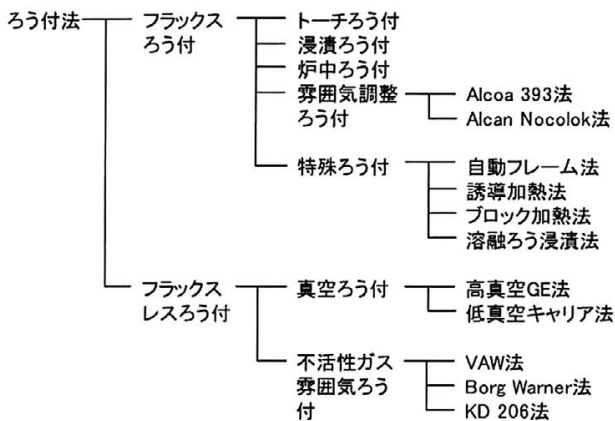 ろう付法
フラックス
ろう付
トーチろう付
浸漬ろう付
炉中ろう付
雰囲気調整
ろう付
Alcoa 393法
Alcan Nocolok法
特殊ろう付
自動フレーム法
誘導加熱法
ブロック加熱法
溶融ろう浸漬法
フラックス
レスろう付
真空ろう付
高真空GE法
低真空キャリア法
不活性ガス
雰囲気ろう
付
VAW法
Borg Warner法
KD 206法